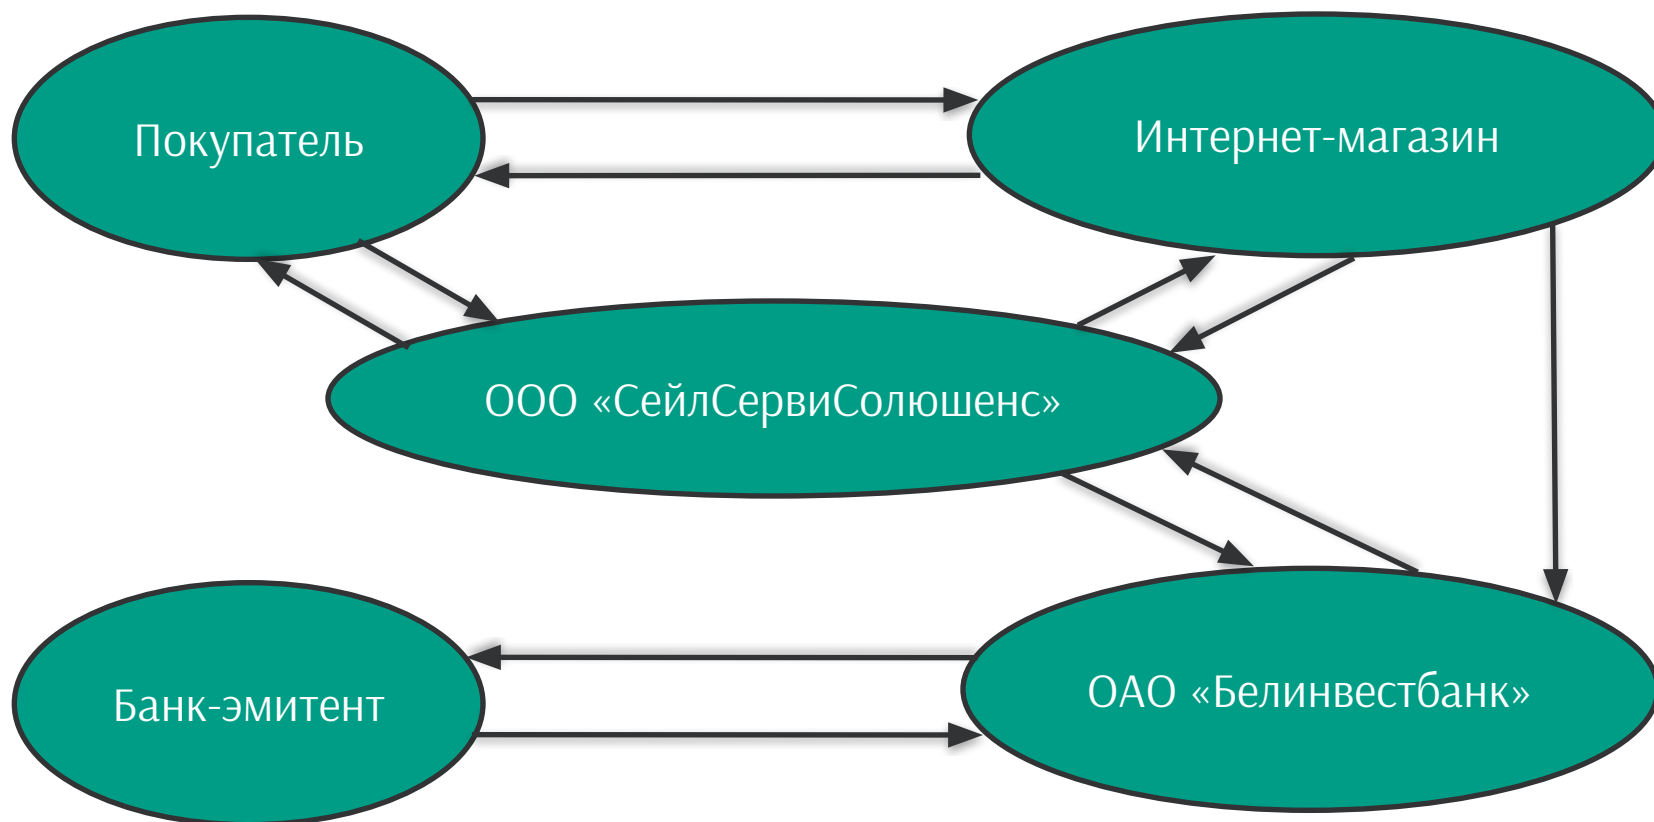 Покупатель
Интернет-магазин
ООО «СейлСервиСолюшенс»
Банк-эмитент
ОАО «Белинвестбанк»